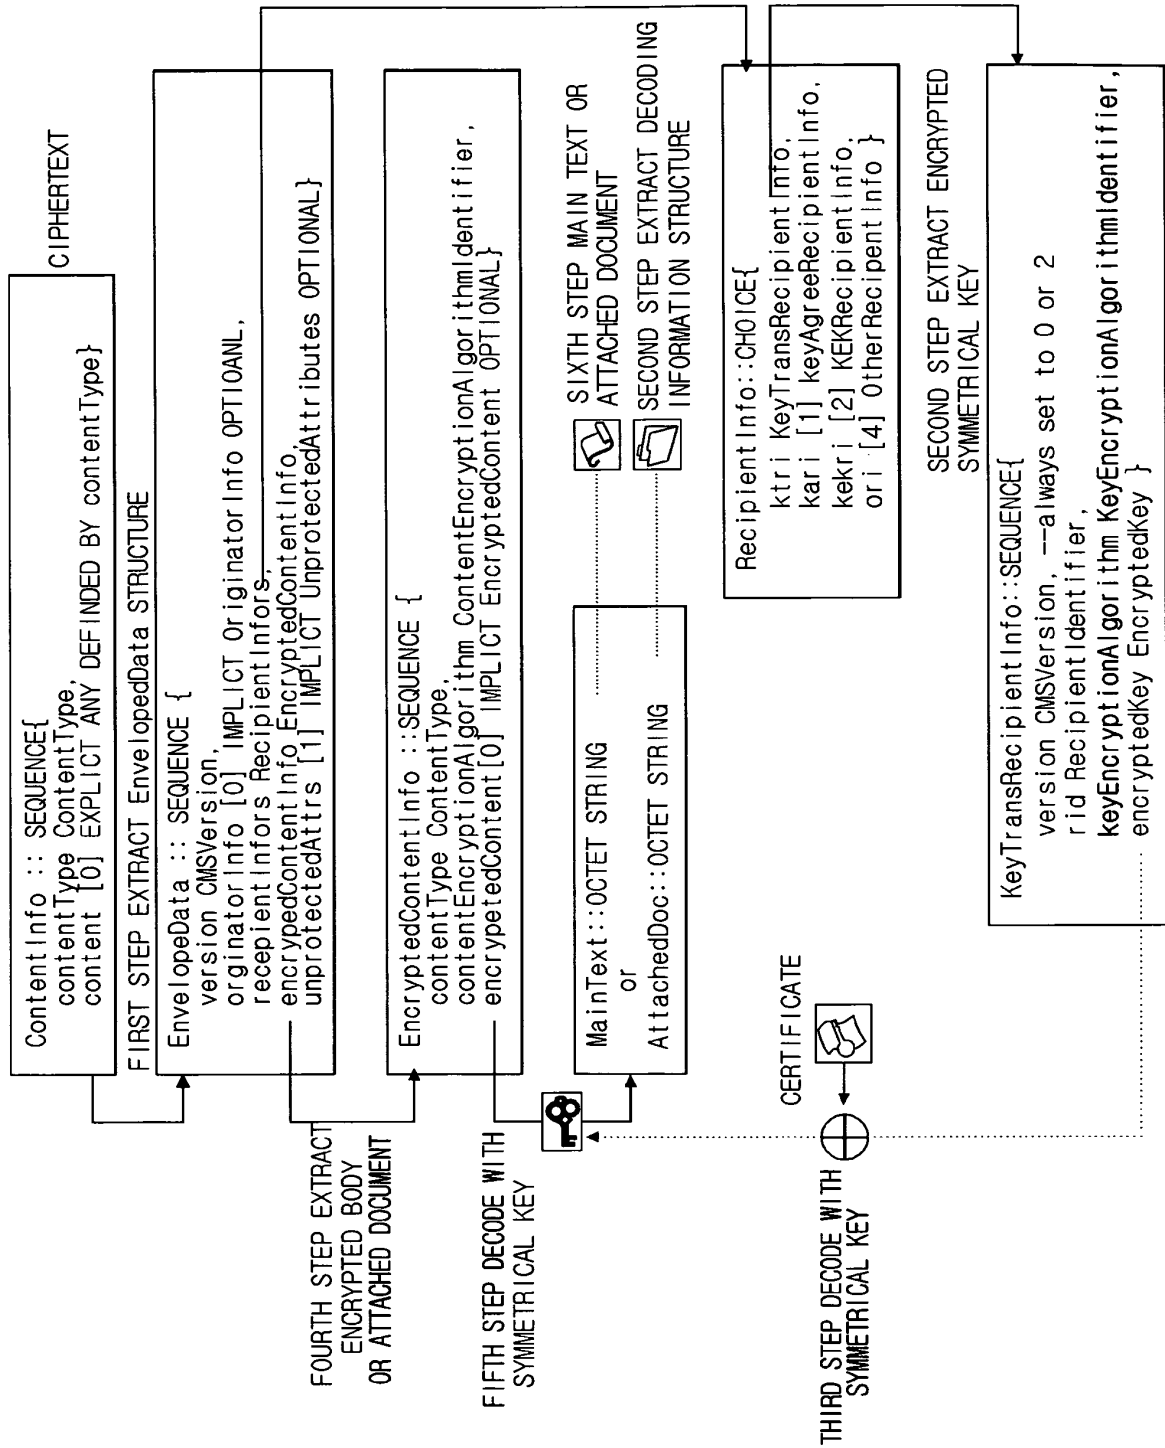 CIPHERTEXT
ContentInfo :: SEQUENCE{
contentType ContentType,
content [0] EXPLICT ANY DEFINDED BY contentType}
FIRST STEP EXTRACT EnvelopedData STRUCTURE
EnvelopeData :: SEQUENCE {
version CMSVersion,
orginatorInfo [0] IMPLICT OriginatorInfo OPTIOANL,
recepientInfors RecipientInfors,
encrypedContentInfo EncryptedContentInfo,
unprotectedAttrs [1] IMPLICT UnprotectedAttributes OPTIONAL}
FOURTH STEP EXTRACT
ENCRYPTED BODY
OR ATTACHED DOCUMENT
EncryptedContentInfo ::SEQUENCE {
contentType ContentType,
contentEncryptionAlgorithm ContentEncryptionAlgorithmIdentifier,
encrypetedContent[0] IMPLICT EncryptedContent OPTIONAL}
FIFTH STEP DECODE WITH
SYMMETRICAL KEY
MainText::OCTET STRING
or
AttachedDoc::OCTET STRING
SIXTH STEP MAIN TEXT OR
ATTACHED DOCUMENT
SECOND STEP EXTRACT DECODING
INFORMATION STRUCTURE
RecipientInfo::CHOICE{
ktri KeyTransRecipientInfo,
kari [1] keyAgreeRecipientInfo,
kekri [2] KEKRecipientInfo,
ori [4] OtherRecipentInfo }
CERTIFICATE
THIRD STEP DECODE WITH
SYMMETRICAL KEY
SECOND STEP EXTRACT ENCRYPTED
SYMMETRICAL KEY
KeyTransRecipientInfo::SEQUENCE{
version CMSVersion, --always set to 0 or 2
rid RecipientIdentifier,
keyEncryptionAlgorithm KeyEncryptionAlgorithmIdentifier,
encryptedKey EncryptedKey }